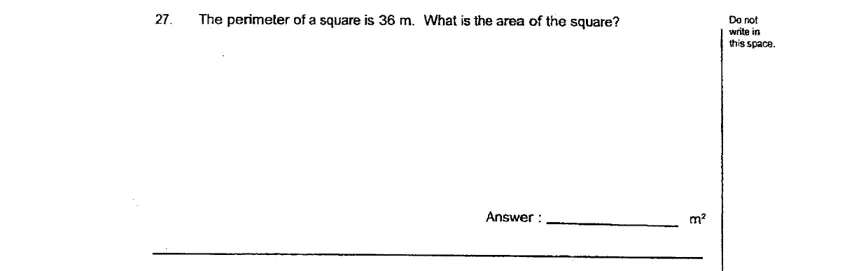 27. The perimeter of a square is 36 m. What is the area of the square?
Do not
write in
this space.
Answer : ____________ m²